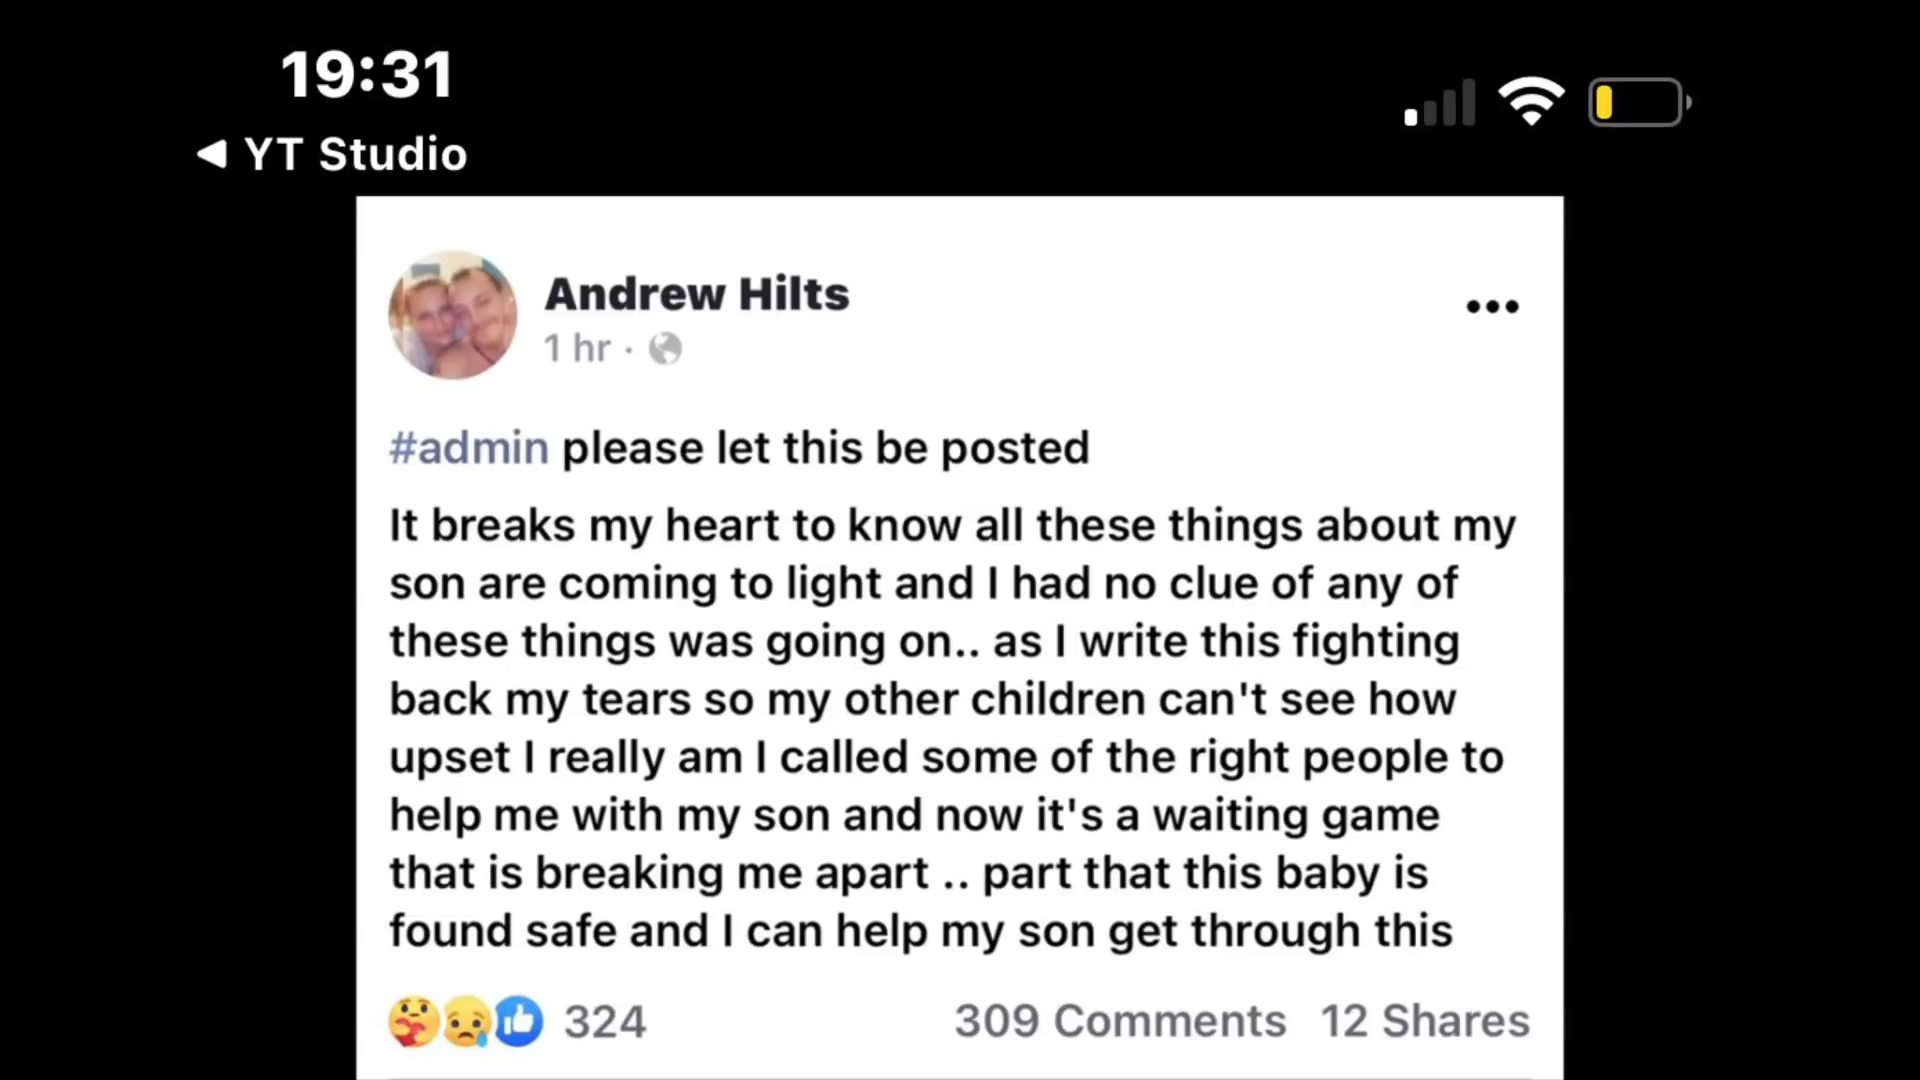 19:31
◀ YT Studio
Andrew Hilts
1 hr ·
#admin please let this be posted
It breaks my heart to know all these things about my
son are coming to light and I had no clue of any of
these things was going on.. as I write this fighting
back my tears so my other children can't see how
upset I really am I called some of the right people to
help me with my son and now it's a waiting game
that is breaking me apart .. part that this baby is
found safe and I can help my son get through this
324 309 Comments 12 Shares